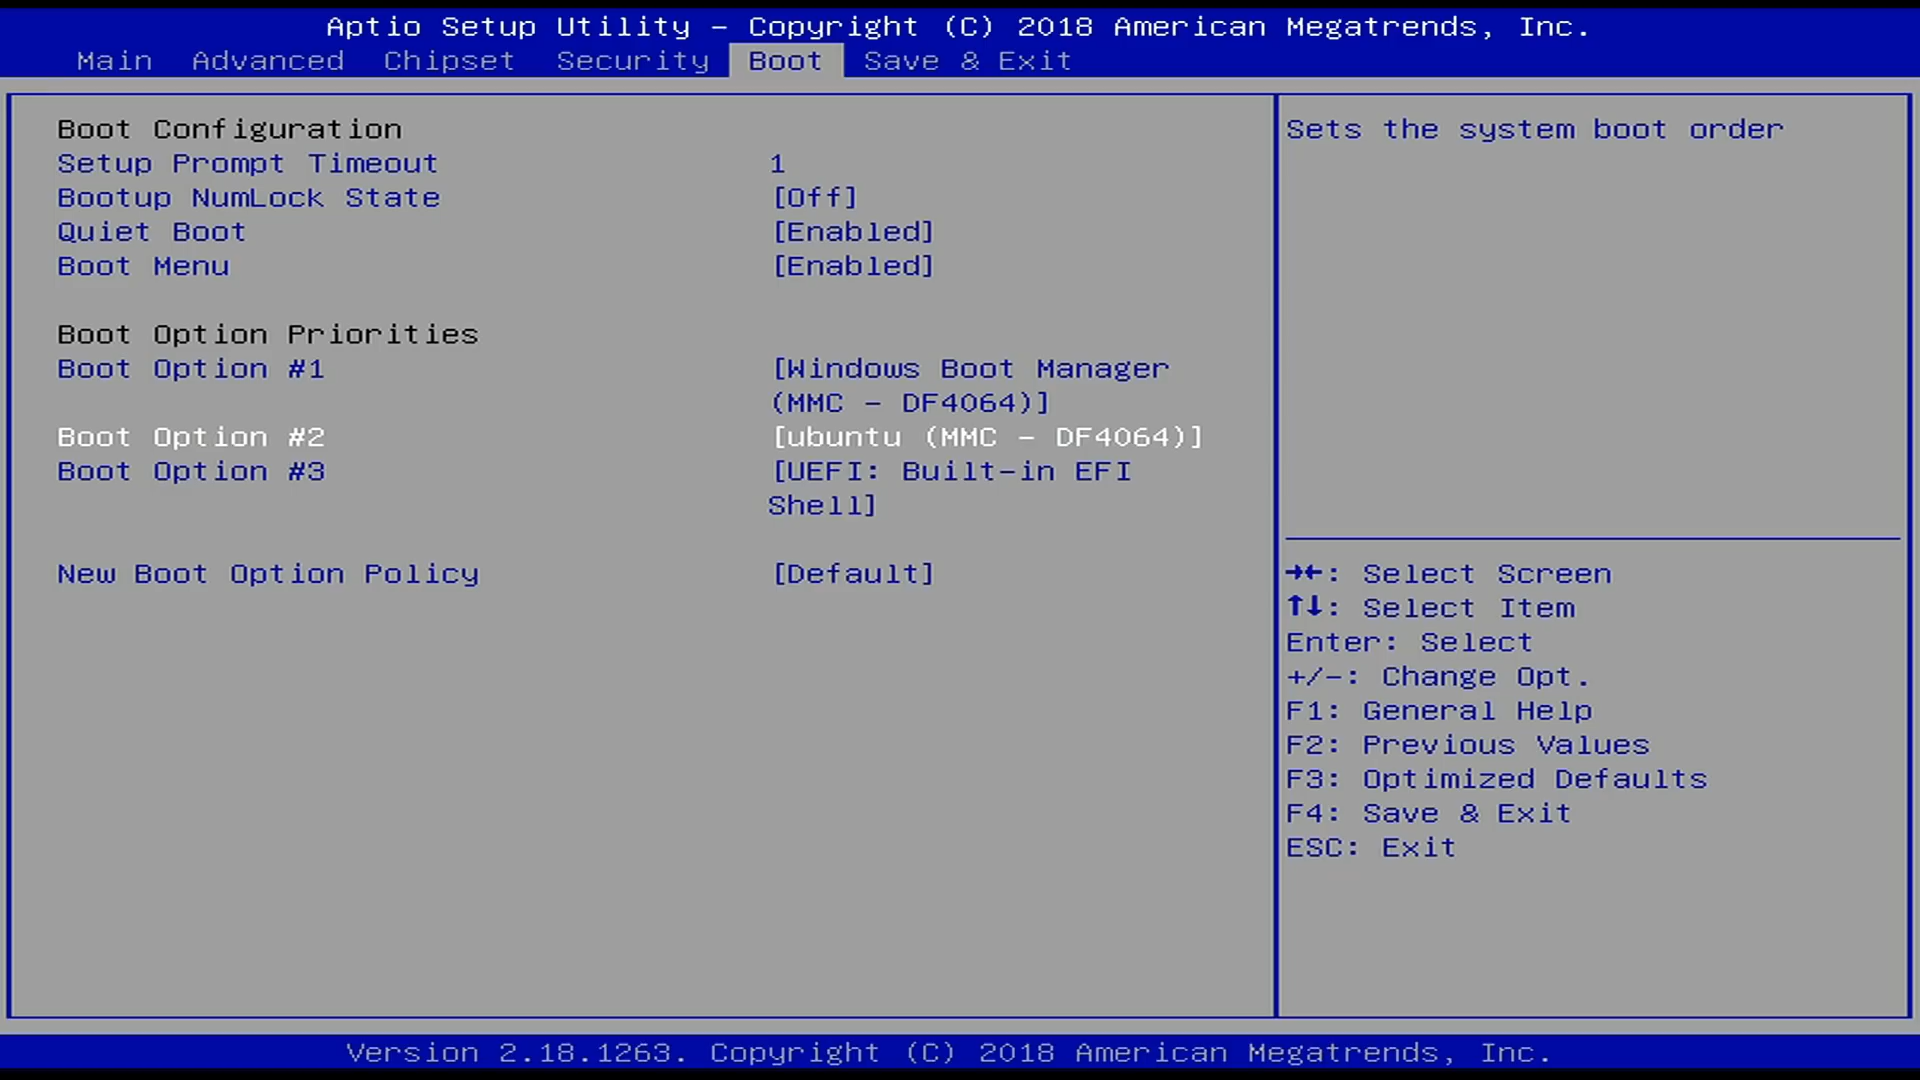 Aptio Setup Utility – Copyright (C) 2018 American Megatrends, Inc.
Main Advanced Chipset Security Boot Save & Exit
Boot Configuration
Setup Prompt Timeout 1
Bootup NumLock State [Off]
Quiet Boot [Enabled]
Boot Menu [Enabled]
Boot Option Priorities
Boot Option #1 [Windows Boot Manager
(MMC – DF4064)]
Boot Option #2 [ubuntu (MMC – DF4064)]
Boot Option #3 [UEFI: Built-in EFI
Shell]
New Boot Option Policy [Default]
Sets the system boot order
→←: Select Screen
↑↓: Select Item
Enter: Select
+/-: Change Opt.
F1: General Help
F2: Previous Values
F3: Optimized Defaults
F4: Save & Exit
ESC: Exit
Version 2.18.1263. Copyright (C) 2018 American Megatrends, Inc.